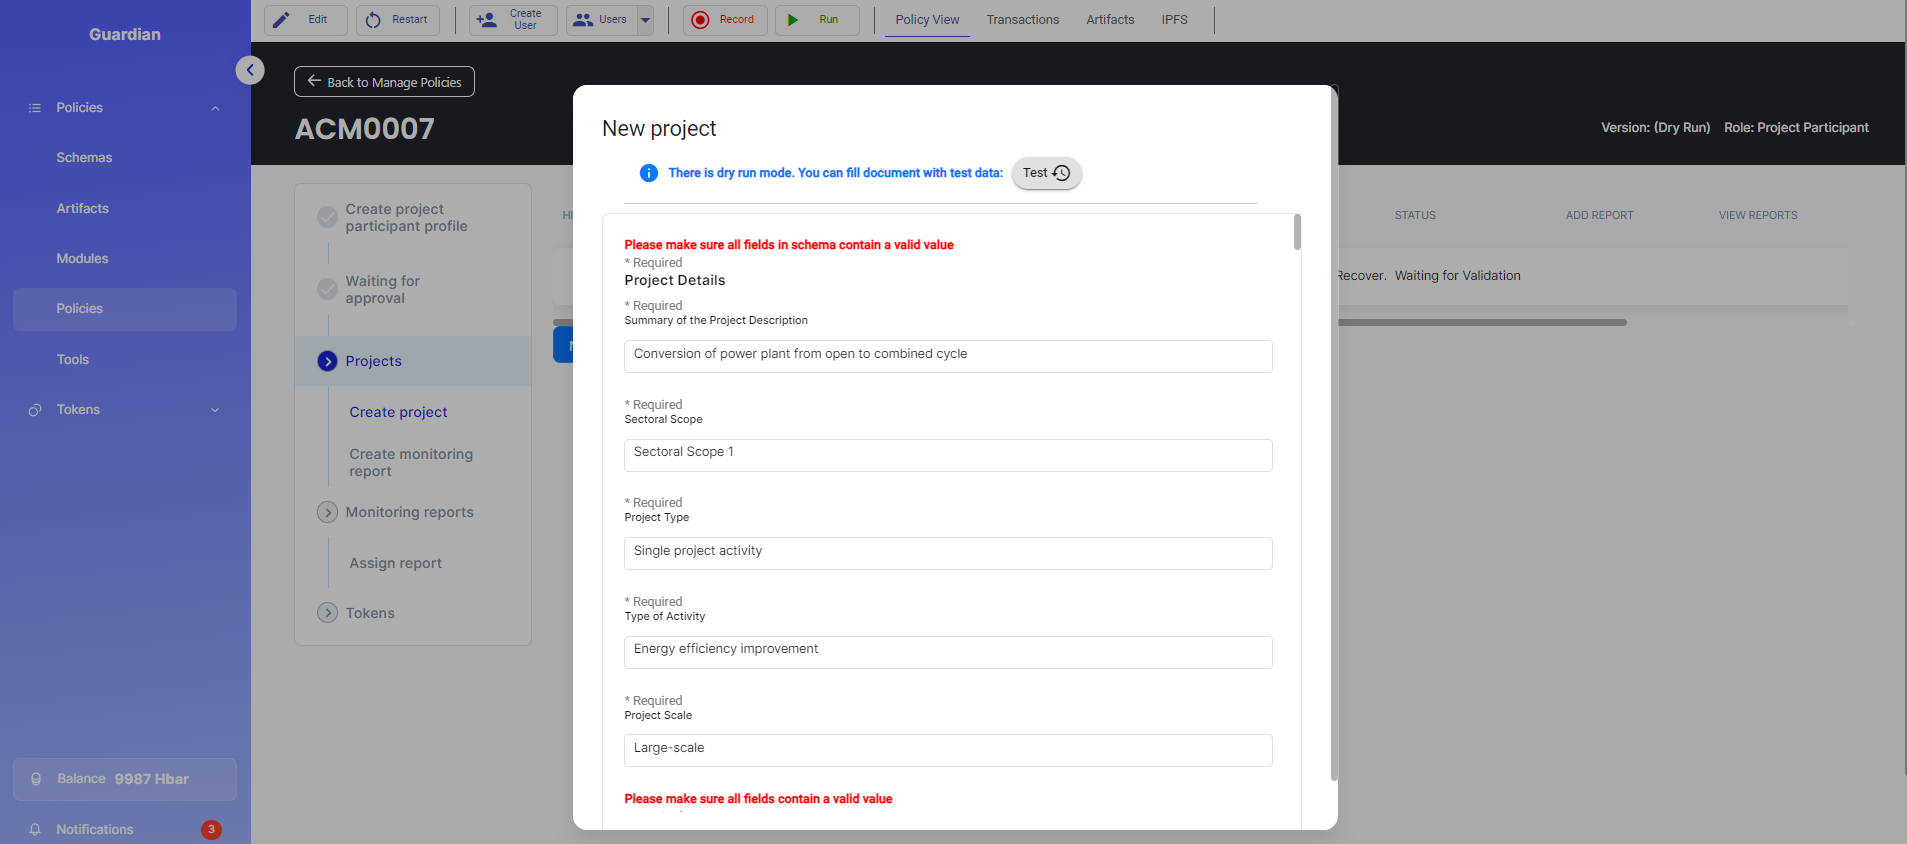 Guardian
Policies
Schemas
Artifacts
Modules
Policies
Tools
Tokens
Balance 9987 Hbar
Notifications 3
Edit
Restart
Create User
Users
Record
Run
Policy View
Transactions
Artifacts
IPFS
Back to Manage Policies
ACM0007
Version: (Dry Run) Role: Project Participant
Create project
participant profile
Waiting for
approval
Projects
Create project
Create monitoring
report
Monitoring reports
Assign report
Tokens
STATUS
ADD REPORT
VIEW REPORTS
Recover. Waiting for Validation
New project
There is dry run mode. You can fill document with test data: Test
Please make sure all fields in schema contain a valid value
* Required
Project Details
* Required
Summary of the Project Description
Conversion of power plant from open to combined cycle
* Required
Sectoral Scope
Sectoral Scope 1
* Required
Project Type
Single project activity
* Required
Type of Activity
Energy efficiency improvement
* Required
Project Scale
Large-scale
Please make sure all fields contain a valid value